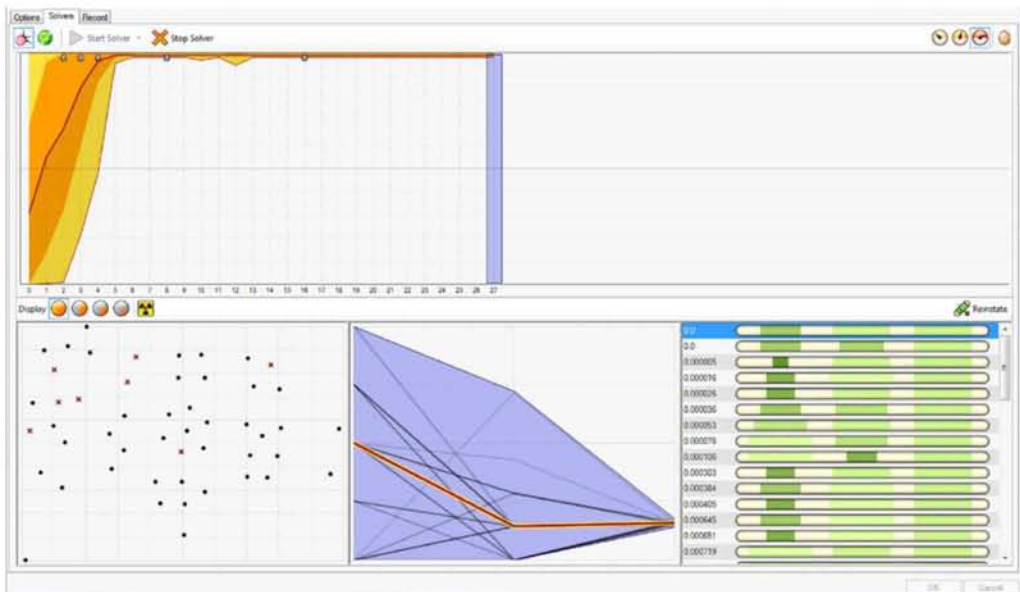 Options Solvers Record
Start Solver Stop Solver
0 1 2 3 4 5 6 7 8 9 10 11 12 13 14 15 16 17 18 19 20 21 22 23 24 25 26 27
Display Reinstate
0.0
0.0
0.000005
0.000016
0.000026
0.000036
0.000053
0.000078
0.000106
0.000303
0.000384
0.000405
0.000645
0.000719
OK Cancel